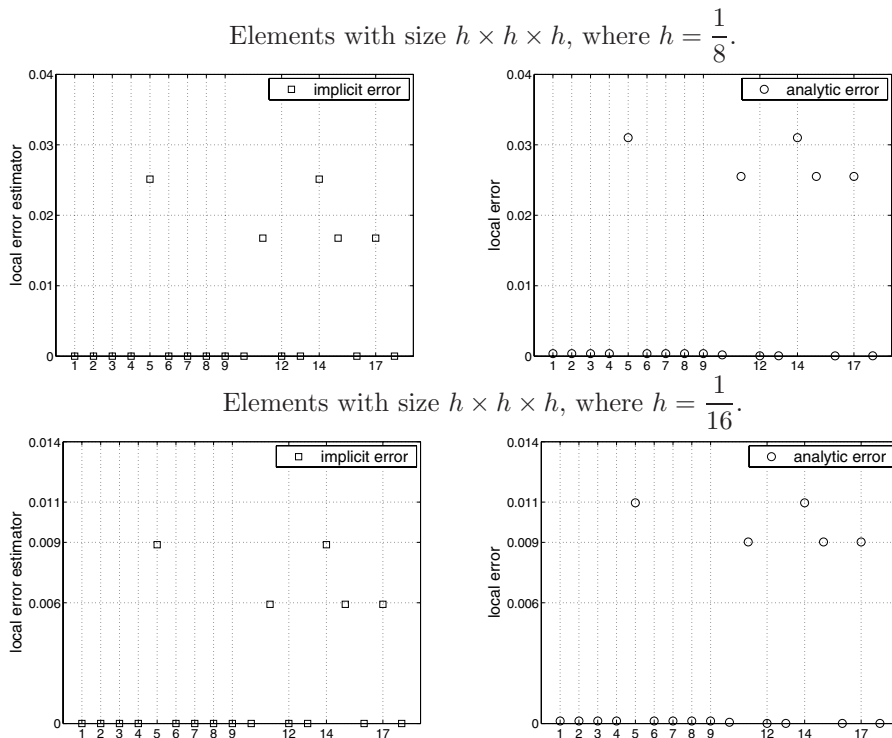 Elements with size h × h × h, where h = 1/8.
0.04
0.03
0.02
0.01
0
local error estimator
implicit error
1 2 3 4 5 6 7 8 9 12 14 17
0.04
0.03
0.02
0.01
0
local error
analytic error
1 2 3 4 5 6 7 8 9 12 14 17
Elements with size h × h × h, where h = 1/16.
0.014
0.011
0.009
0.006
0
local error estimator
implicit error
1 2 3 4 5 6 7 8 9 12 14 17
0.014
0.011
0.009
0.006
0
local error
analytic error
1 2 3 4 5 6 7 8 9 12 14 17